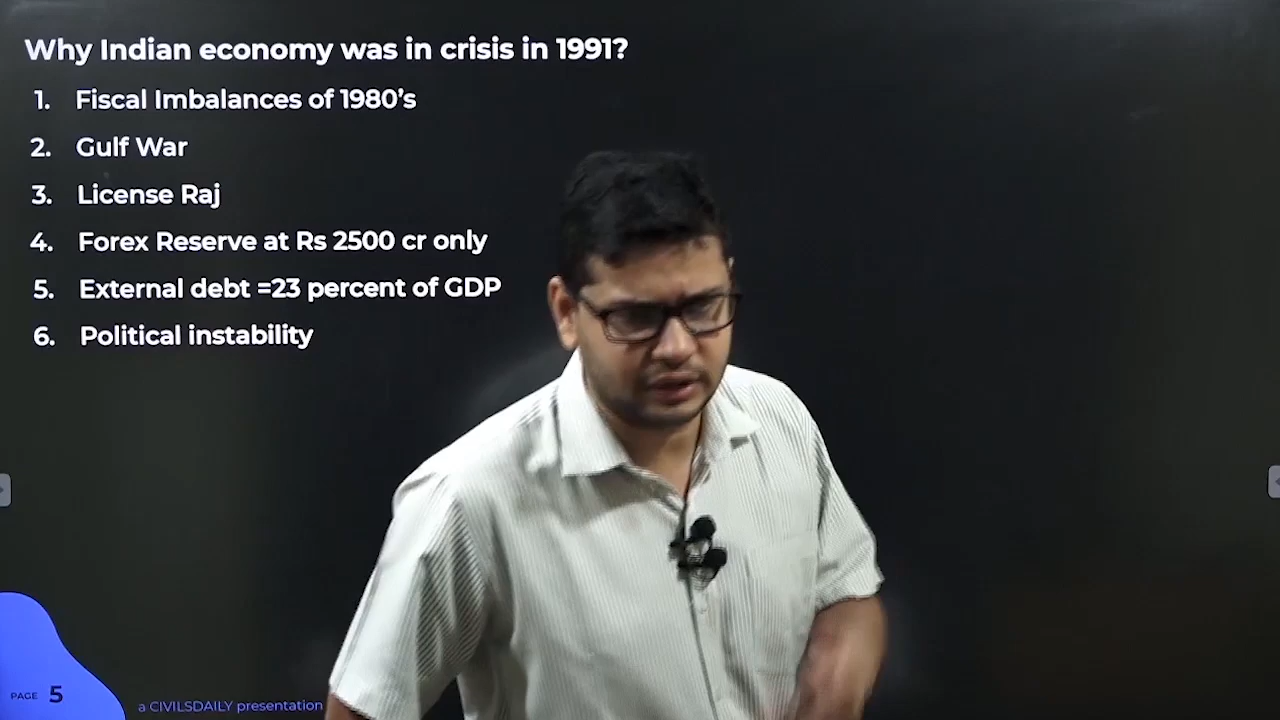 Why Indian economy was in crisis in 1991?
1. Fiscal Imbalances of 1980’s
2. Gulf War
3. License Raj
4. Forex Reserve at Rs 2500 cr only
5. External debt =23 percent of GDP
6. Political instability
PAGE 5
a CIVILSDAILY presentation